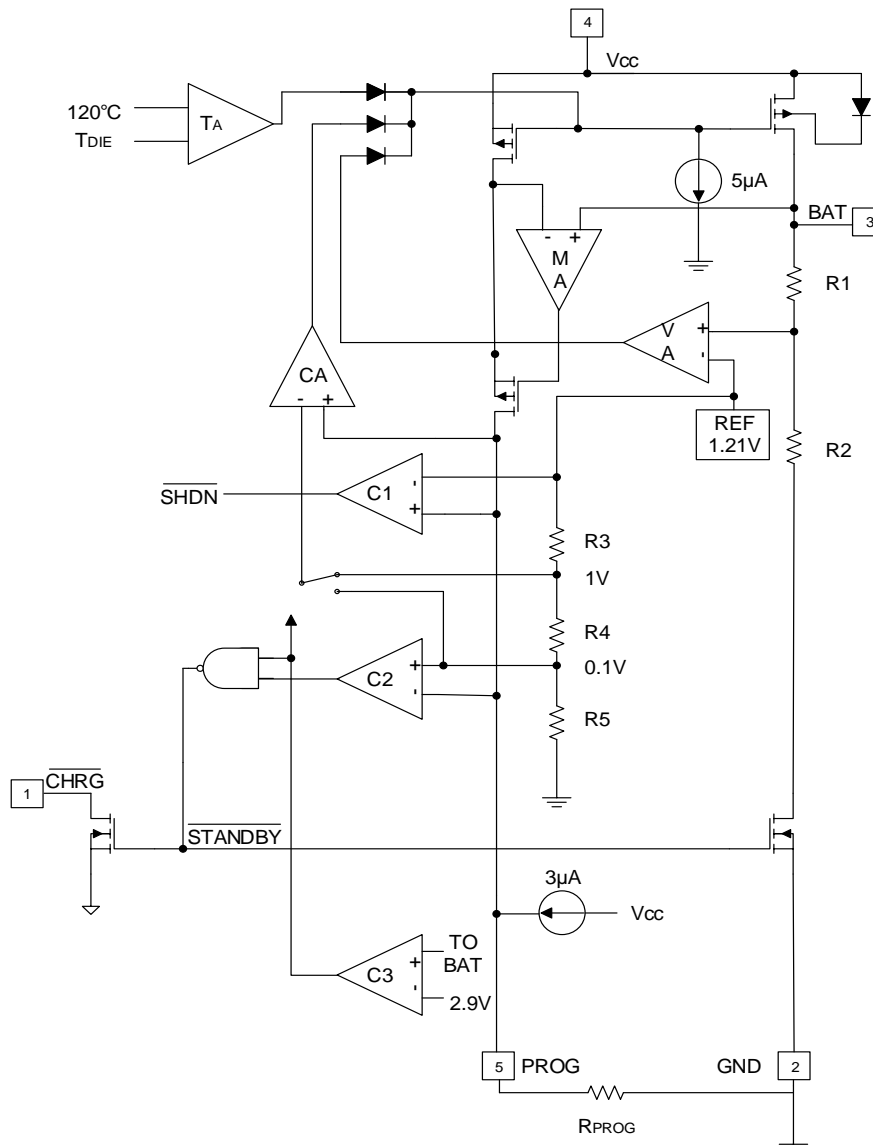 4
Vcc
120°C
TDIE
TA
5µA
BAT
3
- +
M
A
R1
V
A
+
-
CA
- +
REF
1.21V
R2
SHDN
C1
-
+
R3
1V
R4
C2
+
-
0.1V
R5
1
CHRG
STANDBY
3µA
Vcc
C3
+
-
TO
BAT
2.9V
5
PROG
GND
2
RPROG